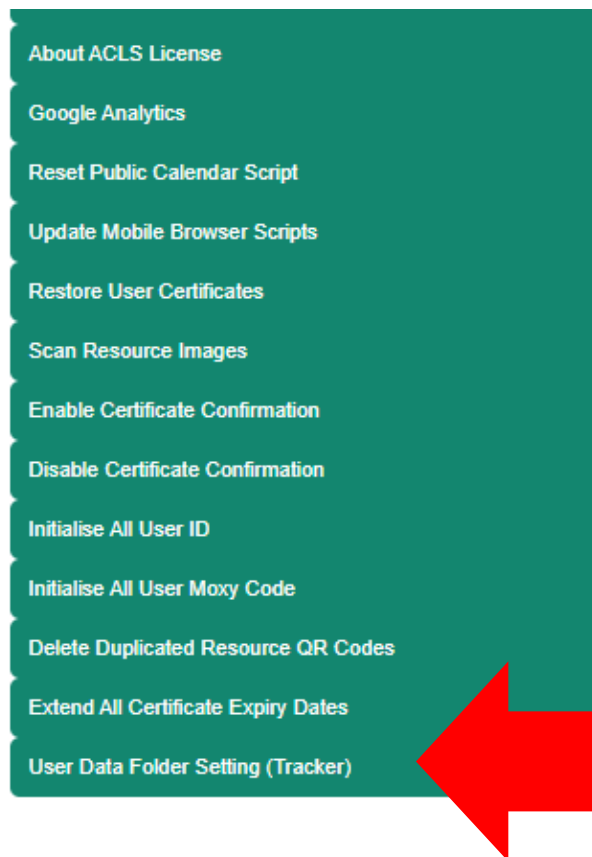 About ACLS License
Google Analytics
Reset Public Calendar Script
Update Mobile Browser Scripts
Restore User Certificates
Scan Resource Images
Enable Certificate Confirmation
Disable Certificate Confirmation
Initialise All User ID
Initialise All User Moxy Code
Delete Duplicated Resource QR Codes
Extend All Certificate Expiry Dates
User Data Folder Setting (Tracker)